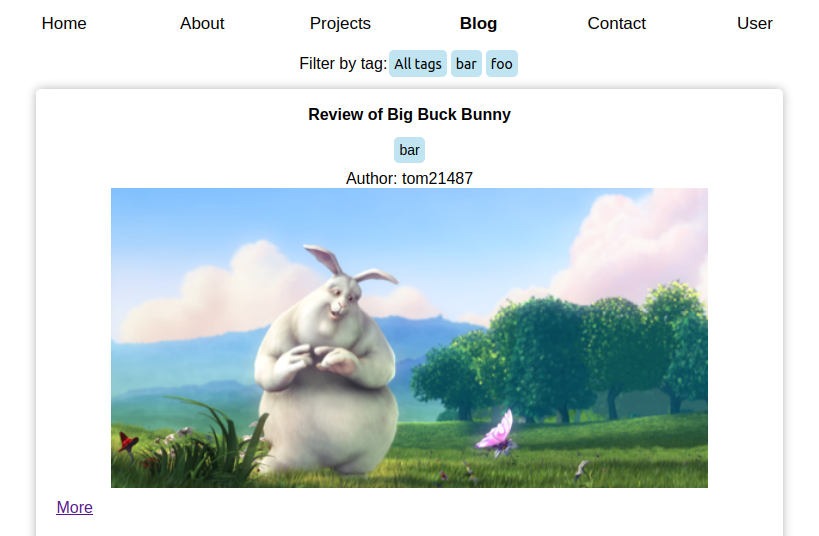 Home About Projects Blog Contact User
Filter by tag: All tags bar foo
Review of Big Buck Bunny
bar
Author: tom21487
More